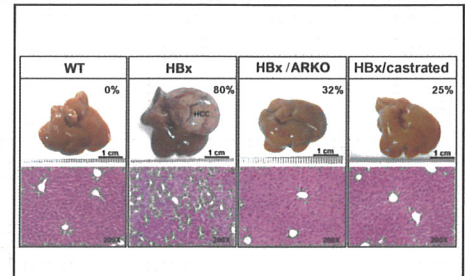 WT HBx HBx /ARKO HBx/castrated
0% 80% 32% 25%
HCC
1 cm 1 cm 1 cm 1 cm
200X 200X 200X 200X